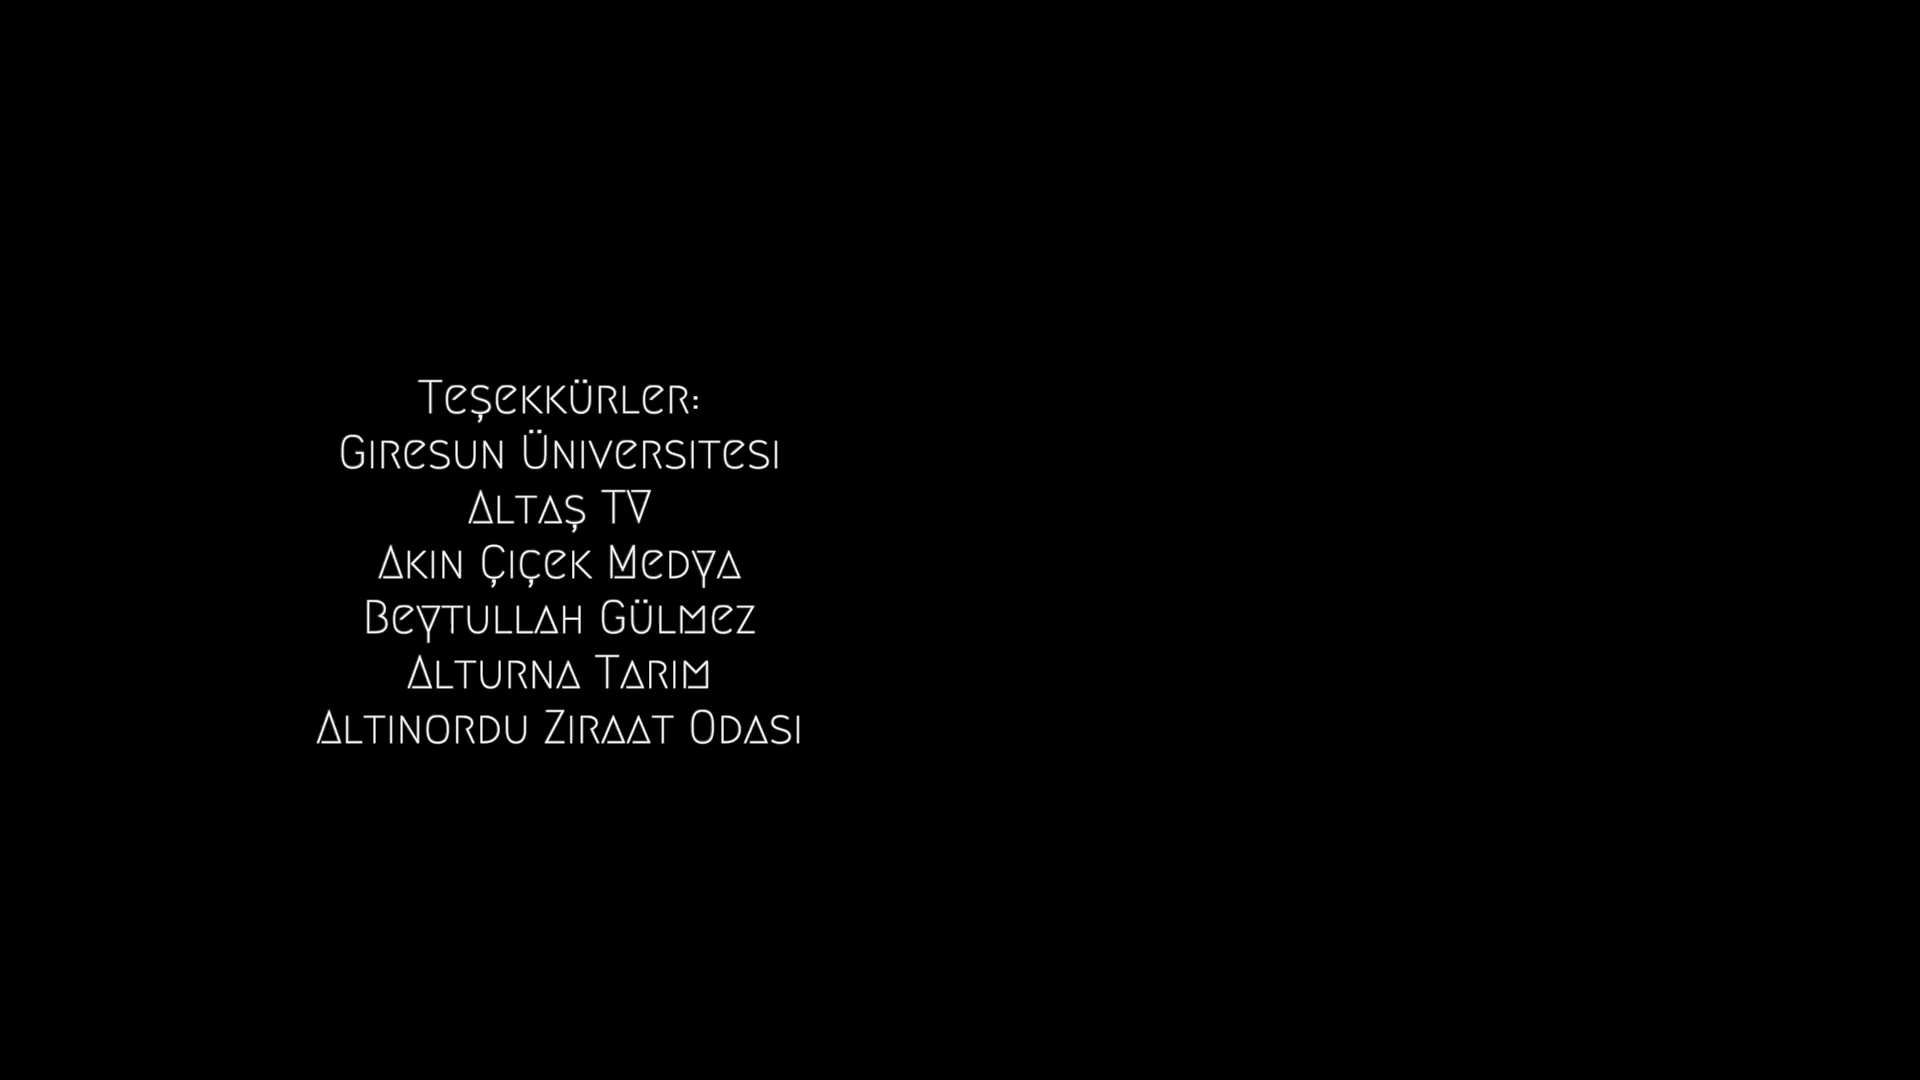 Teşekkürler:
Giresun Üniversitesi
Altaş TV
Akın Çiçek Medya
Beytullah Gülmez
Alturna Tarım
Altınordu Ziraat Odası